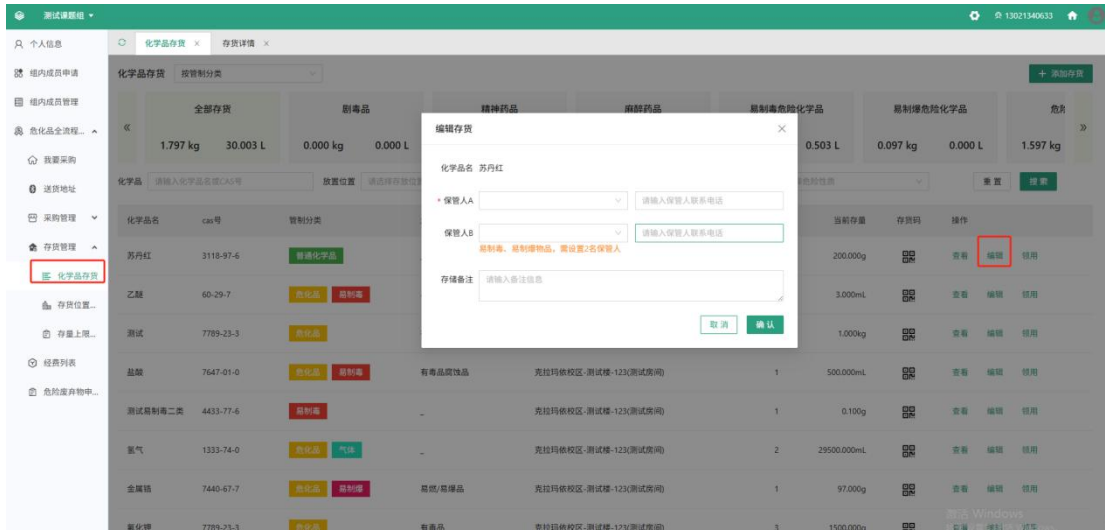 测试课题组
13021340633
个人信息
化学品存货 ×
存货详情 ×
组内成员申请
化学品存货
按管制分类
+ 添加存货
组内成员管理
全部存货
剧毒品
精神药品
麻醉药品
易制毒危险化学品
易制爆危险化学品
危化品全流程...
1.797 kg
30.003 L
0.000 kg
0.000 L
0.503 L
0.097 kg
0.000 L
1.597 kg
编辑存货
×
我要采购
化学品名 苏丹红
送货地址
化学品
请输入化学品名或CAS号
放置位置
重置
搜索
* 保管人A
请输入保管人联系电话
采购管理
化学品名
cas号
管制分类
当前存量
存货码
操作
保管人B
请输入保管人联系电话
易制毒、易制爆物品，需设置2名保管人
存货管理
苏丹红
3118-97-6
普通化学品
200.000g
查看
编辑
领用
化学品存货
存储备注
请输入备注信息
存货位置...
乙醚
60-29-7
危化品
易制毒
3.000mL
查看
编辑
领用
取消
确认
存量上限...
测试
7789-23-3
危化品
1.000kg
查看
编辑
领用
经费列表
盐酸
7647-01-0
危化品
易制毒
有毒品腐蚀品
克拉玛依校区-测试楼-123(测试房间)
1
500.000mL
查看
编辑
领用
危险废弃物申...
测试易制毒二类
4433-77-6
易制毒
-
克拉玛依校区-测试楼-123(测试房间)
1
0.100g
查看
编辑
领用
氢气
1333-74-0
危化品
气体
-
克拉玛依校区-测试楼-123(测试房间)
2
29500.000mL
查看
编辑
领用
金属锆
7440-67-7
危化品
易制爆
易燃/易爆品
克拉玛依校区-测试楼-123(测试房间)
1
97.000g
查看
编辑
领用
激活 Windows
氟化钾
7789-23-3
危化品
有毒品
克拉玛依校区-测试楼-123(测试房间)
3
1500.000g
查看